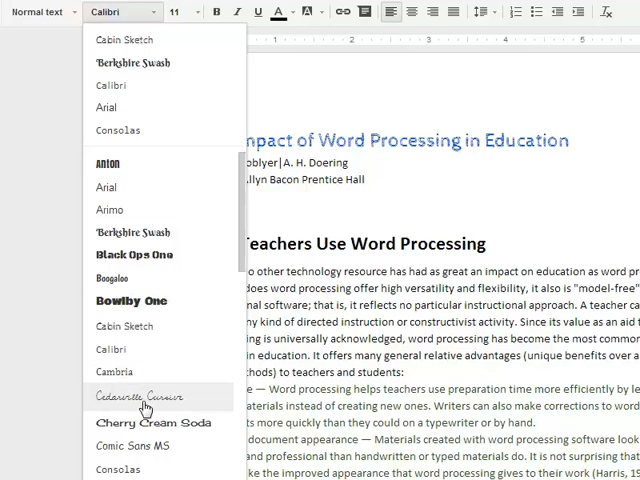 Normal text Calibri 11 B I U A A
Cabin Sketch
Berkshire Swash
Calibri
Arial
Consolas
Anton
Arial
Arimo
Berkshire Swash
Black Ops One
Boogaloo
Bowlby One
Cabin Sketch
Calibri
Cambria
Cedarville Cursive
Cherry Cream Soda
Comic Sans MS
Consolas
1 2 3 4
mpact of Word Processing in Education
oblyer|A. H. Doering
llyn Bacon Prentice Hall
Teachers Use Word Processing
o other technology resource has had as great an impact on education as word pr
does word processing offer high versatility and flexibility, it also is "model-free"
nal software; that is, it reflects no particular instructional approach. A teacher ca
ny kind of directed instruction or constructivist activity. Since its value as an aid t
ing is universally acknowledged, word processing has become the most commo
in education. It offers many general relative advantages (unique benefits over a
thods) to teachers and students:
e — Word processing helps teachers use preparation time more efficiently by le
aterials instead of creating new ones. Writers can also make corrections to word
ts more quickly than they could on a typewriter or by hand.
document appearance — Materials created with word processing software look
and professional than handwritten or typed materials do. It is not surprising that
ke the improved appearance that word processing gives to their work (Harris, 19